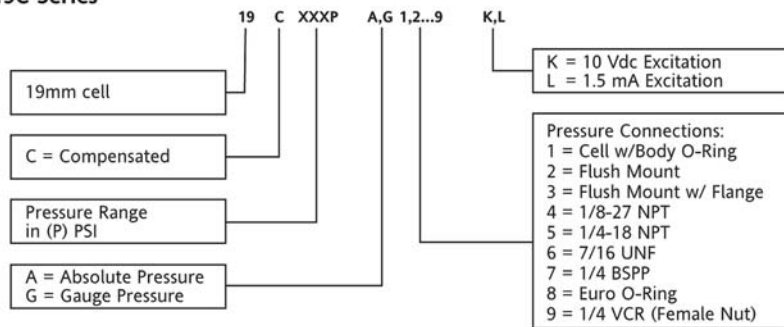 19 C XXXP A,G 1,2...9 K,L
19mm cell
C = Compensated
Pressure Range
in (P) PSI
A = Absolute Pressure
G = Gauge Pressure
K = 10 Vdc Excitation
L = 1.5 mA Excitation
Pressure Connections:
1 = Cell w/Body O-Ring
2 = Flush Mount
3 = Flush Mount w/ Flange
4 = 1/8-27 NPT
5 = 1/4-18 NPT
6 = 7/16 UNF
7 = 1/4 BSPP
8 = Euro O-Ring
9 = 1/4 VCR (Female Nut)